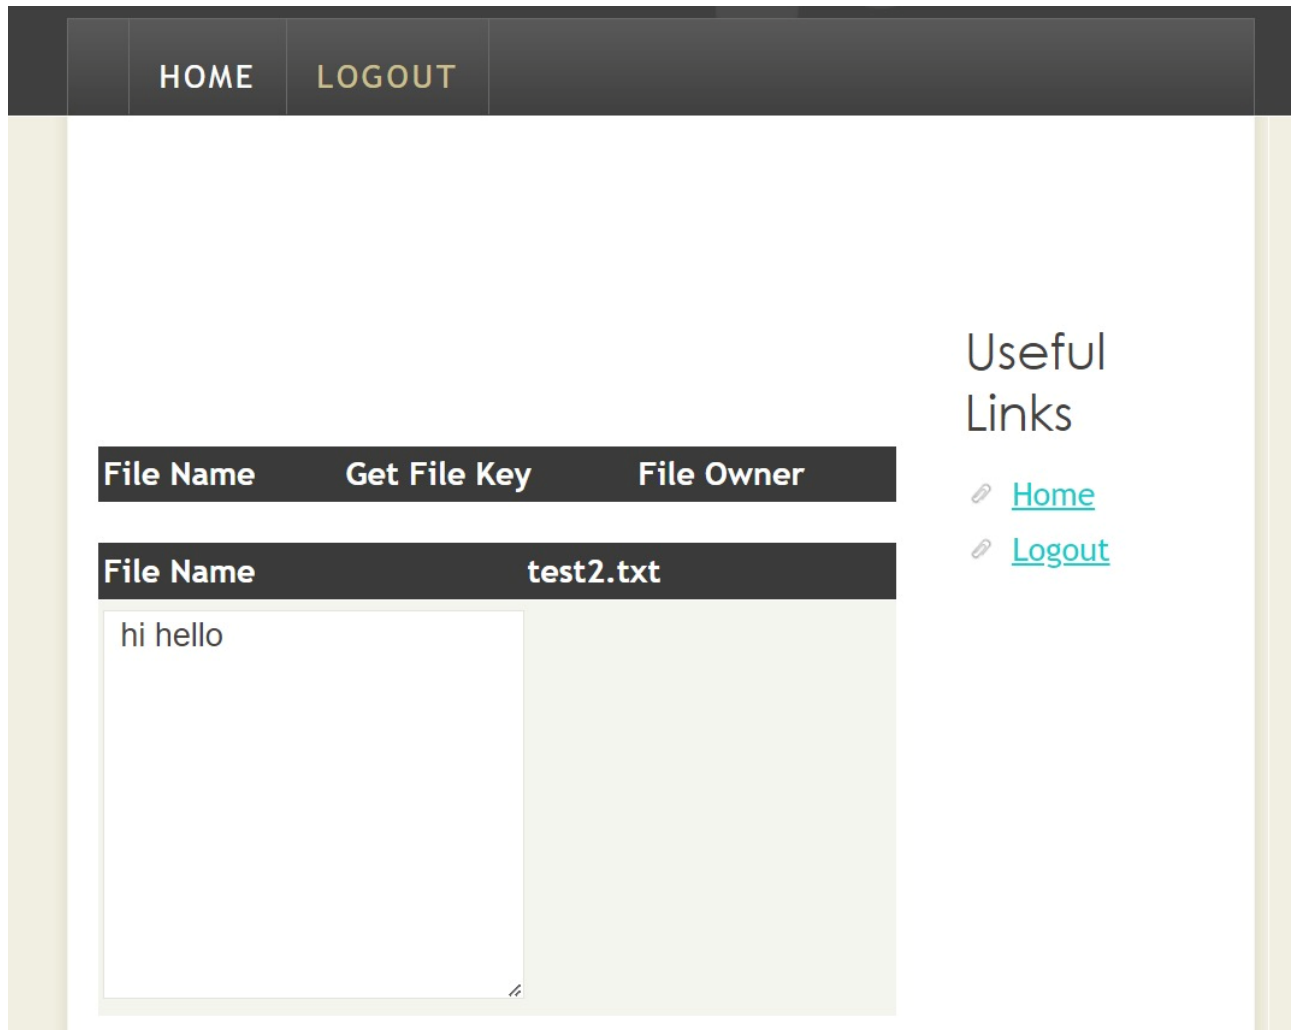 HOME LOGOUT
File Name Get File Key File Owner
File Name test2.txt
hi hello
Useful
Links
Home
Logout